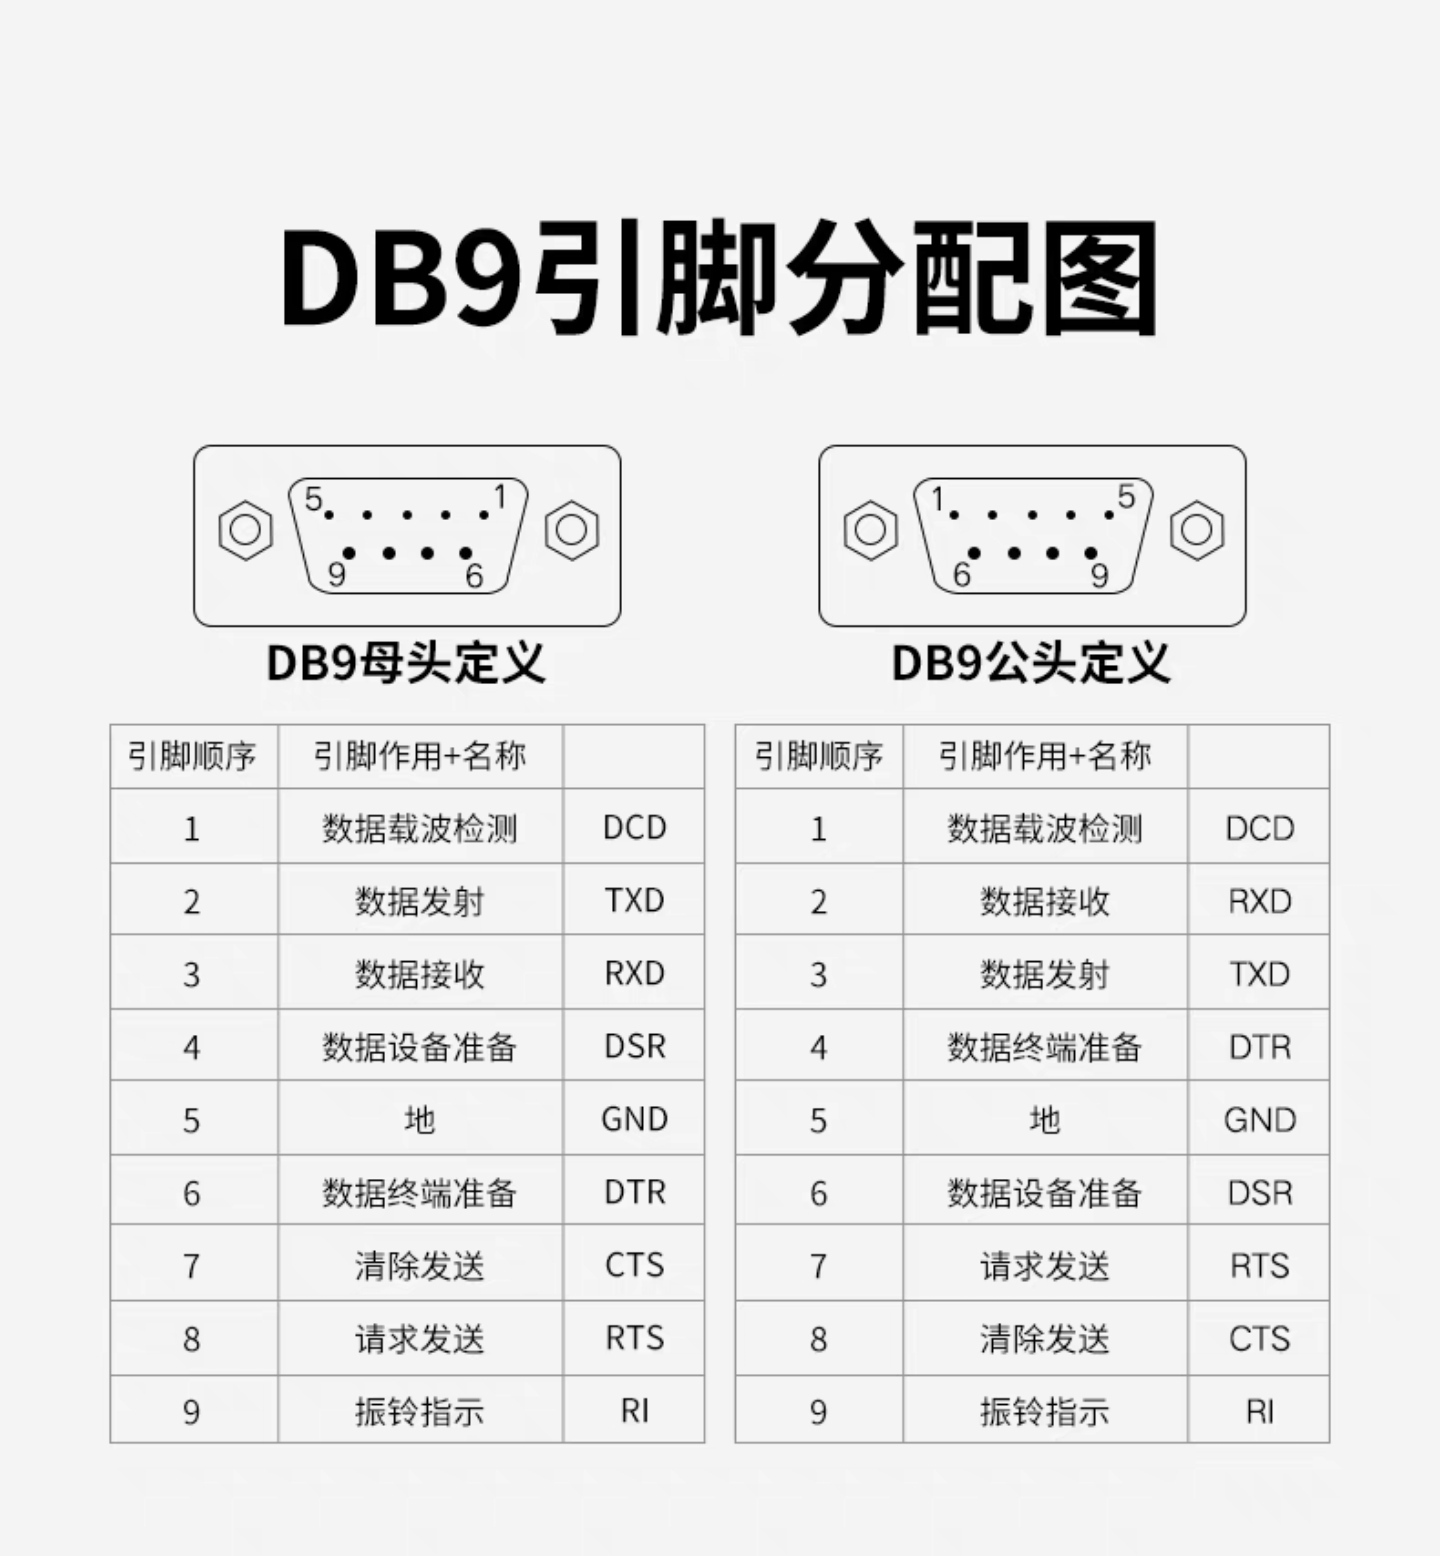 DB9引脚分配图
5 1
9 6
DB9母头定义
1 5
6 9
DB9公头定义
引脚顺序 引脚作用+名称
1 数据载波检测 DCD
2 数据发射 TXD
3 数据接收 RXD
4 数据设备准备 DSR
5 地 GND
6 数据终端准备 DTR
7 清除发送 CTS
8 请求发送 RTS
9 振铃指示 RI
引脚顺序 引脚作用+名称
1 数据载波检测 DCD
2 数据接收 RXD
3 数据发射 TXD
4 数据终端准备 DTR
5 地 GND
6 数据设备准备 DSR
7 请求发送 RTS
8 清除发送 CTS
9 振铃指示 RI